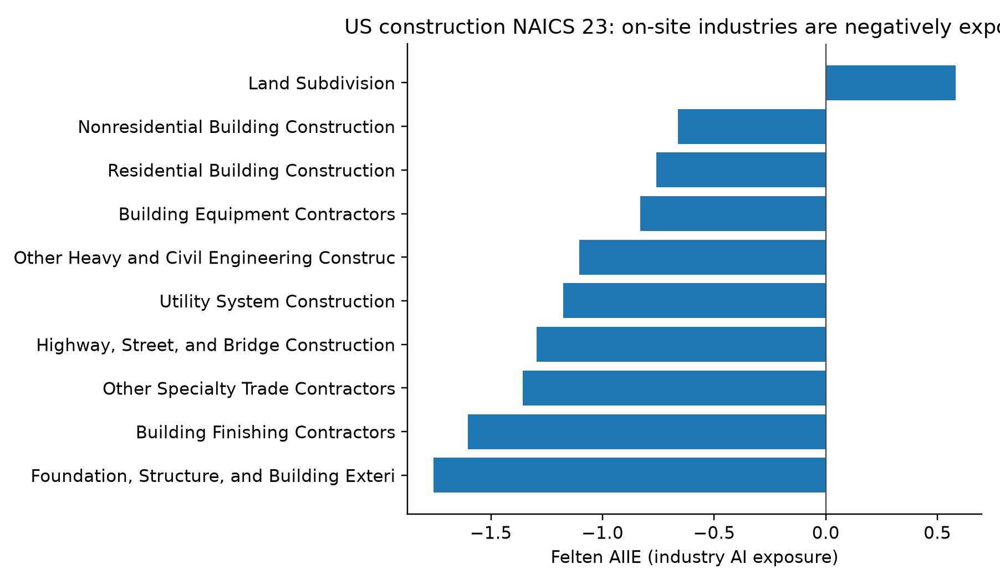 US construction NAICS 23: on-site industries are negatively expo
Land Subdivision
Nonresidential Building Construction
Residential Building Construction
Building Equipment Contractors
Other Heavy and Civil Engineering Construc
Utility System Construction
Highway, Street, and Bridge Construction
Other Specialty Trade Contractors
Building Finishing Contractors
Foundation, Structure, and Building Exteri
−1.5 −1.0 −0.5 0.0 0.5
Felten AIIE (industry AI exposure)